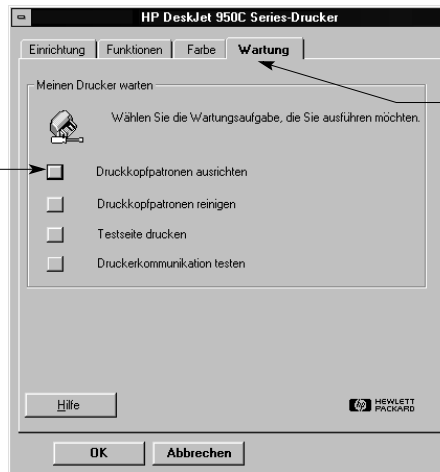 HP DeskJet 950C Series-Drucker
Einrichtung Funktionen Farbe Wartung
Meinen Drucker warten
Wählen Sie die Wartungsaufgabe, die Sie ausführen möchten.
Druckkopfpatronen ausrichten
Druckkopfpatronen reinigen
Testseite drucken
Druckerkommunikation testen
Hilfe
hp HEWLETT
PACKARD
OK Abbrechen